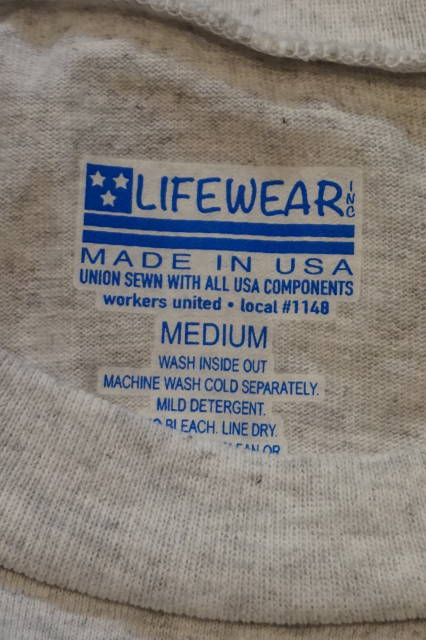 LIFEWEAR INC
MADE IN USA
UNION SEWN WITH ALL USA COMPONENTS
workers united • local #1148
MEDIUM
WASH INSIDE OUT
MACHINE WASH COLD SEPARATELY.
MILD DETERGENT.
BLEACH. LINE DRY.
OR